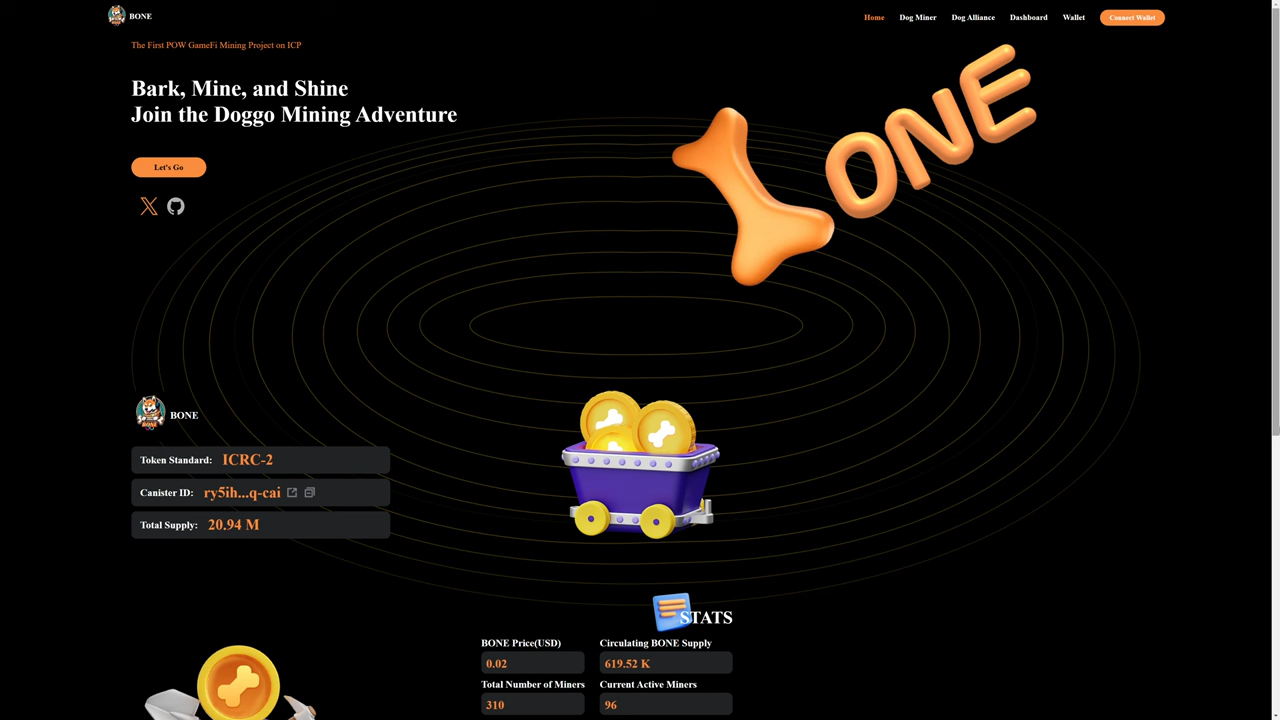 BONE
Home
Dog Miner
Dog Alliance
Dashboard
Wallet
Connect Wallet
The First POW GameFi Mining Project on ICP
Bark, Mine, and Shine
Join the Doggo Mining Adventure
Let's Go
ONE
BONE
Token Standard: ICRC-2
Canister ID: ry5ih...q-cai
Total Supply: 20.94 M
STATS
BONE Price(USD)
0.02
Circulating BONE Supply
619.52 K
Total Number of Miners
310
Current Active Miners
96